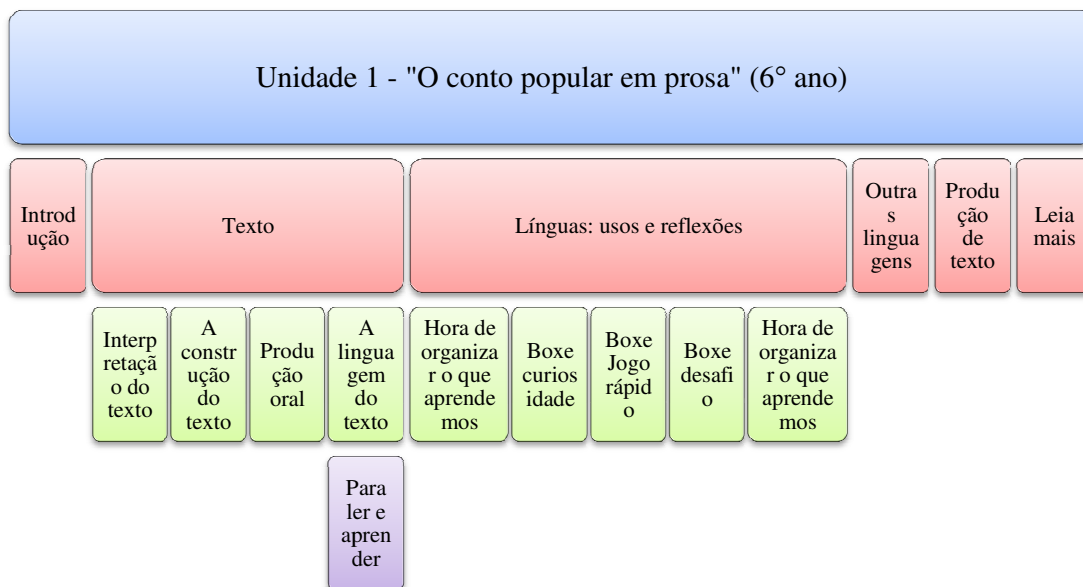 Unidade 1 - "O conto popular em prosa" (6° ano)
Introd
ução
Texto
Línguas: usos e reflexões
Outra
s
lingua
gens
Produ
ção
de
texto
Leia
mais
Interp
retaçã
o do
texto
A
constr
ução
do
texto
Produ
ção
oral
A
lingua
gem do
texto
Hora de
organiza
r o que
aprende
mos
Boxe
curios
idade
Boxe
Jogo
rápid
o
Boxe
desafi
o
Hora de
organiza
r o que
aprende
mos
Para
ler e
apren
der